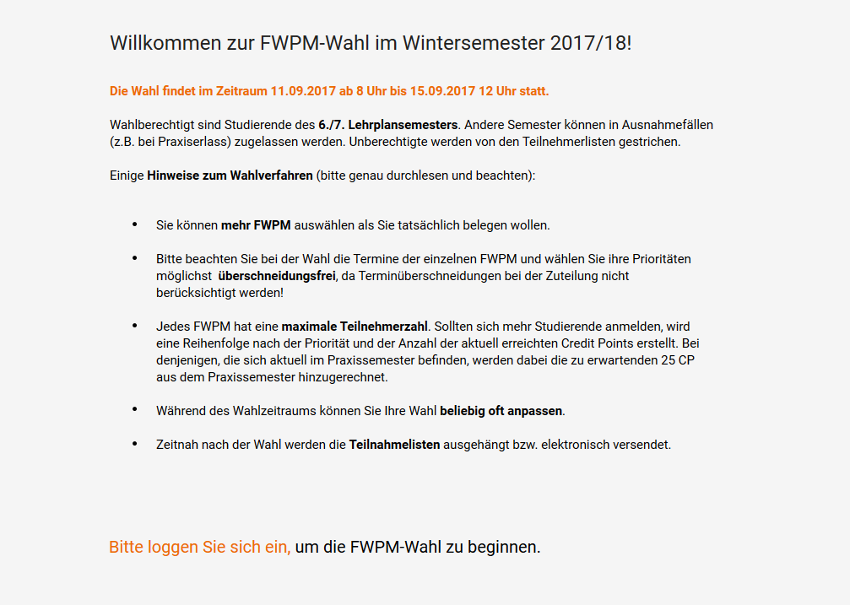 Willkommen zur FWPM-Wahl im Wintersemester 2017/18!
Die Wahl findet im Zeitraum 11.09.2017 ab 8 Uhr bis 15.09.2017 12 Uhr statt.
Wahlberechtigt sind Studierende des 6./7. Lehrplansemesters. Andere Semester können in Ausnahmefällen
(z.B. bei Praxiserlass) zugelassen werden. Unberechtigte werden von den Teilnehmerlisten gestrichen.
Einige Hinweise zum Wahlverfahren (bitte genau durchlesen und beachten):
• Sie können mehr FWPM auswählen als Sie tatsächlich belegen wollen.
• Bitte beachten Sie bei der Wahl die Termine der einzelnen FWPM und wählen Sie ihre Prioritäten
möglichst überschneidungsfrei, da Terminüberschneidungen bei der Zuteilung nicht
berücksichtigt werden!
• Jedes FWPM hat eine maximale Teilnehmerzahl. Sollten sich mehr Studierende anmelden, wird
eine Reihenfolge nach der Priorität und der Anzahl der aktuell erreichten Credit Points erstellt. Bei
denjenigen, die sich aktuell im Praxissemester befinden, werden dabei die zu erwartenden 25 CP
aus dem Praxissemester hinzugerechnet.
• Während des Wahlzeitraums können Sie Ihre Wahl beliebig oft anpassen.
• Zeitnah nach der Wahl werden die Teilnahmelisten ausgehängt bzw. elektronisch versendet.
Bitte loggen Sie sich ein, um die FWPM-Wahl zu beginnen.